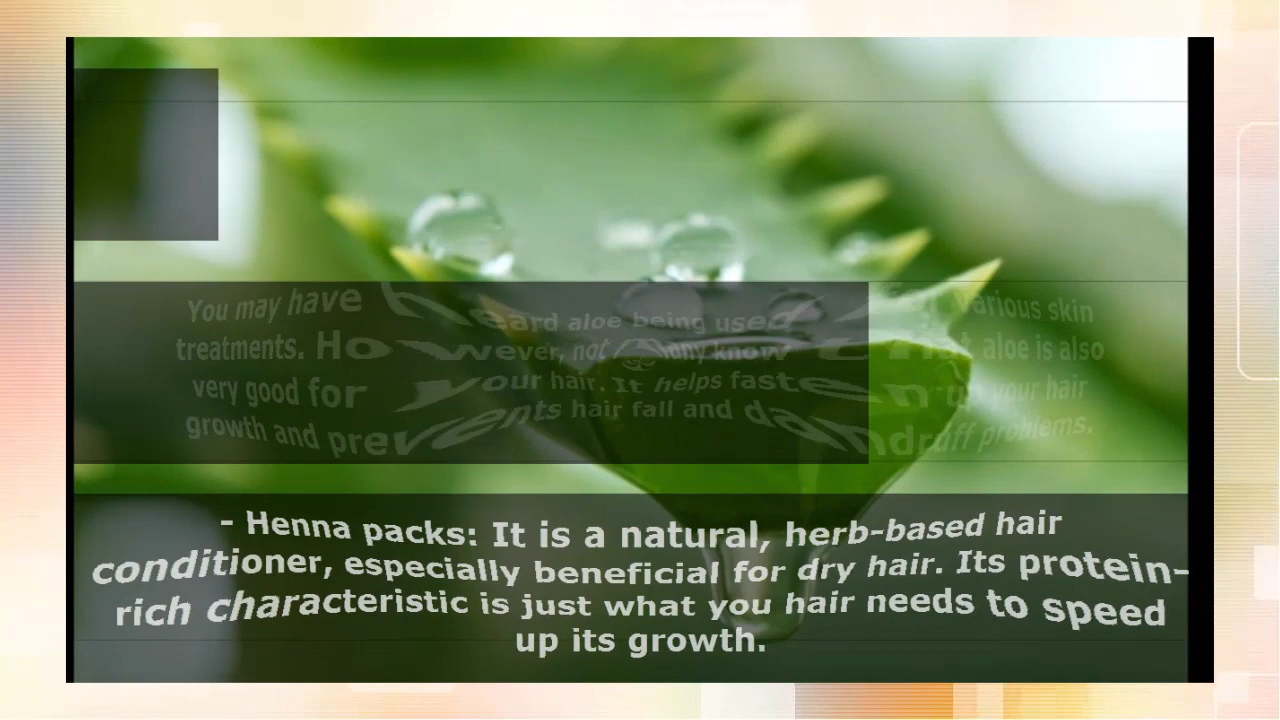 You may have heard aloe being used for various skin
treatments. However, not many know that aloe is also
very good for your hair. It helps fasten up your hair
growth and prevents hair fall and dandruff problems.
- Henna packs: It is a natural, herb-based hair
conditioner, especially beneficial for dry hair. Its protein-
rich characteristic is just what you hair needs to speed
up its growth.